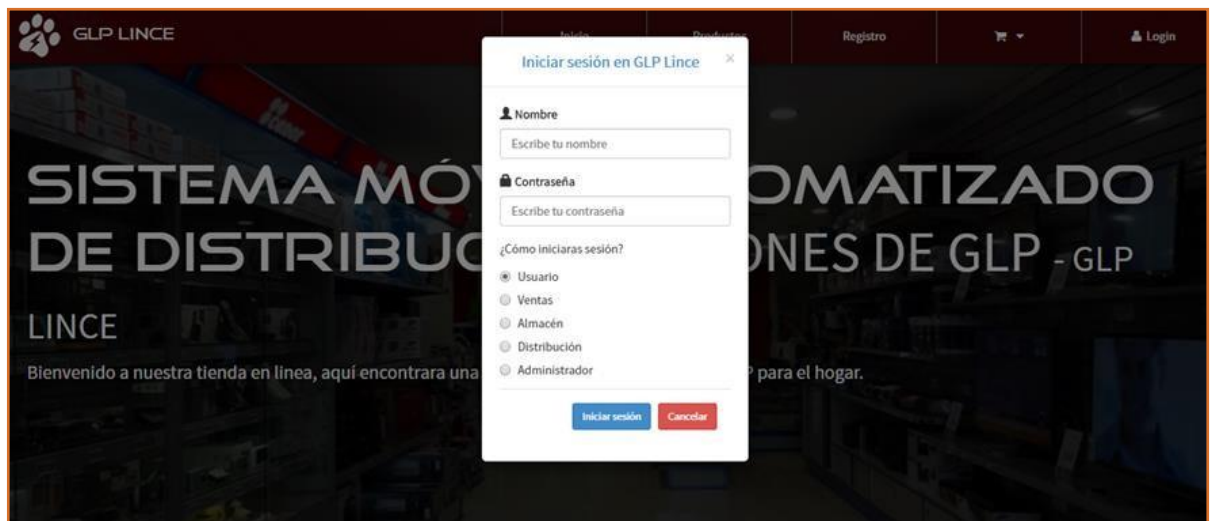 GLP LINCE
Inicio
Productos
Registro
Login
Iniciar sesión en GLP Lince
×
Nombre
Escribe tu nombre
Contraseña
Escribe tu contraseña
¿Cómo iniciaras sesión?
Usuario
Ventas
Almacén
Distribución
Administrador
Iniciar sesión
Cancelar
SISTEMA MÓ OMATIZADO
DE DISTRIBUC ONES DE GLP - GLP
LINCE
Bienvenido a nuestra tienda en linea, aquí encontrara una para el hogar.